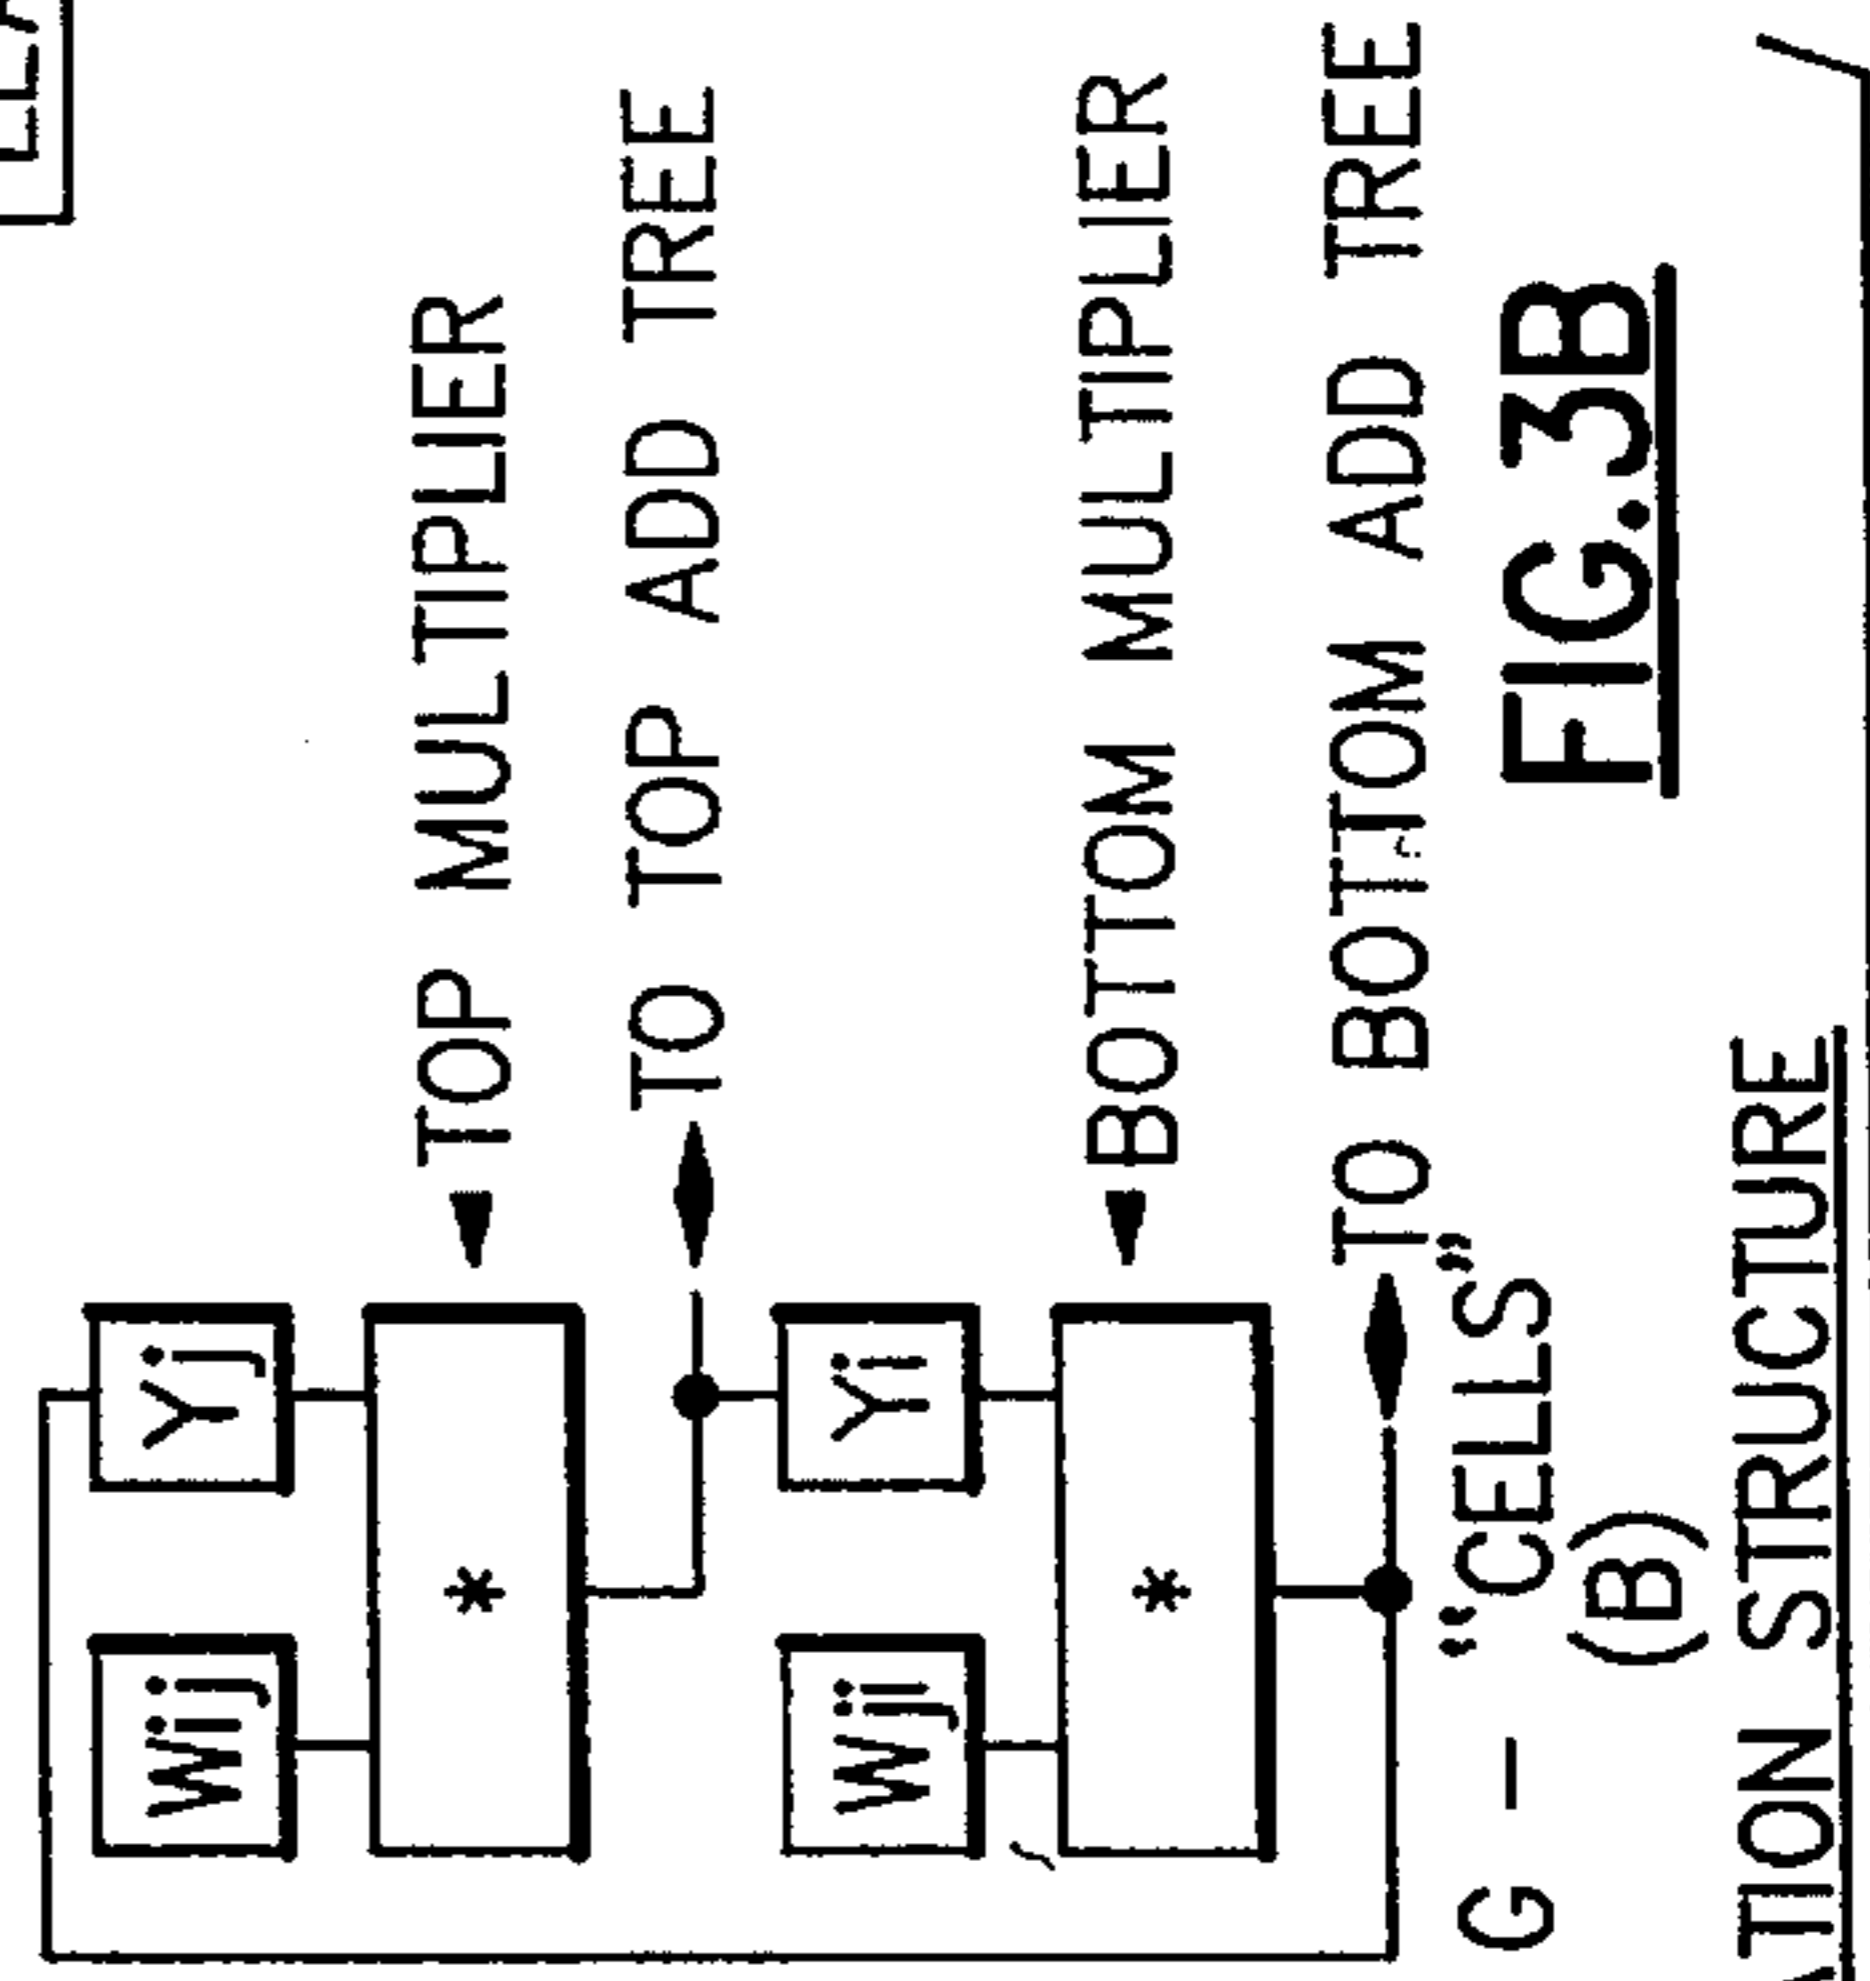 Wij Yj
* TOP MULTIPLIER
TO TOP ADD TREE
Wji Yi
* BOTTOM MULTIPLIER
TO BOTTOM ADD TREE
G - “CELLS”
(B)
FIG.3B
TION STRUCTURE